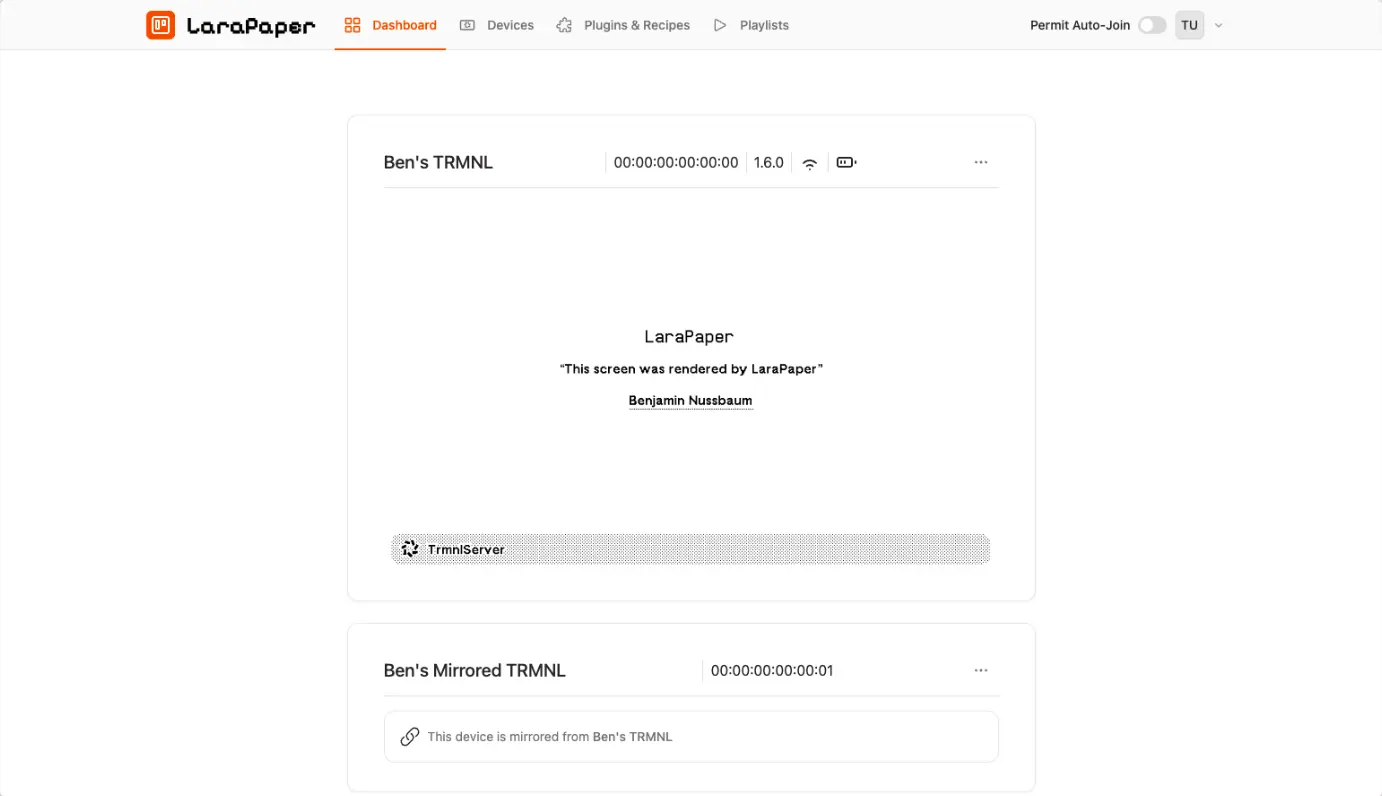 LaraPaper Dashboard Devices Plugins & Recipes Playlists Permit Auto-Join TU
Ben's TRMNL 00:00:00:00:00:00 1.6.0
LaraPaper
“This screen was rendered by LaraPaper”
Benjamin Nussbaum
TrmnlServer
Ben's Mirrored TRMNL 00:00:00:00:00:01
This device is mirrored from Ben's TRMNL